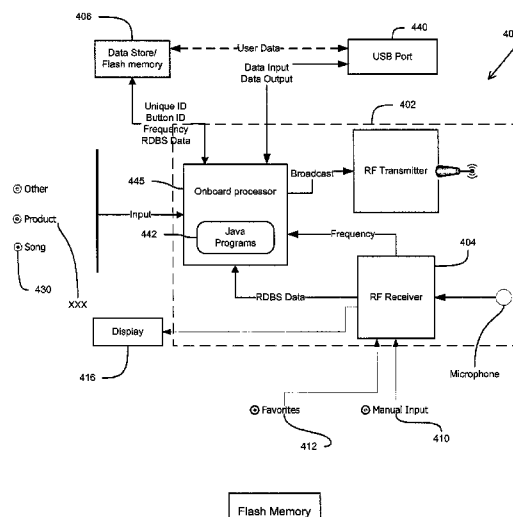 406
440
40
Data Store/
Flash memory
User Data
USB Port
Data Input
Data Output
Unique ID
Button ID
Frequency
RDBS Data
402
445
Onboard processor
Broadcast
RF Transmitter
Other
Product
Song
Input
442
Java
Programs
Frequency
404
430
XXX
RDBS Data
RF Receiver
Display
Microphone
416
Favorites
Manual Input
412
410
Flash Memory